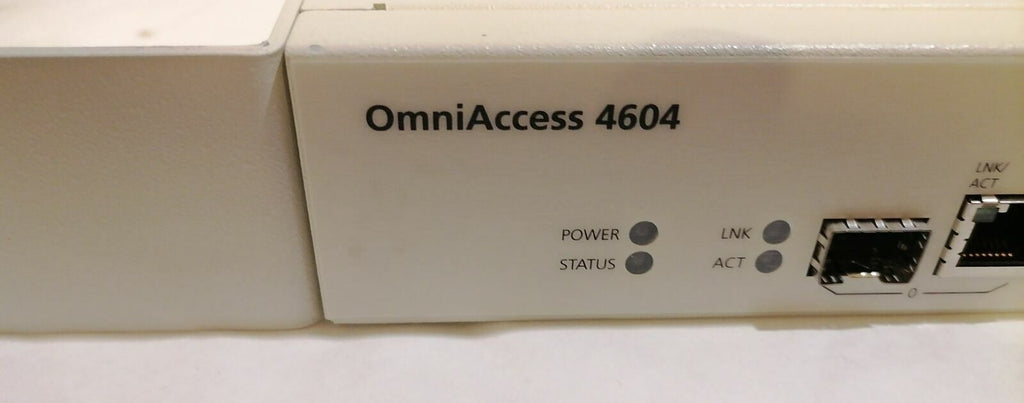 OmniAccess 4604
LNK/
ACT
POWER
LNK
STATUS
ACT
0